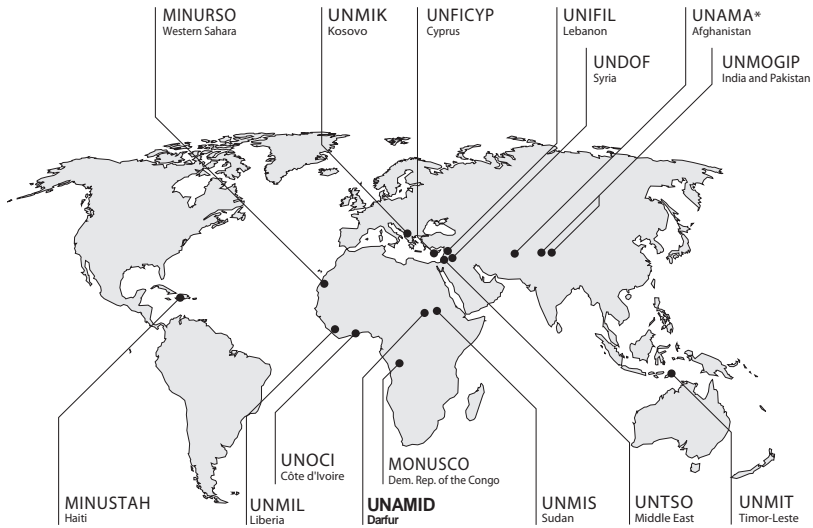 MINURSO
Western Sahara
UNMIK
Kosovo
UNFICYP
Cyprus
UNIFIL
Lebanon
UNAMA*
Afghanistan
UNDOF
Syria
UNMOGIP
India and Pakistan
MINUSTAH
Haiti
UNMIL
Liberia
UNOCI
Côte d'Ivoire
UNAMID
Darfur
MONUSCO
Dem. Rep. of the Congo
UNMIS
Sudan
UNTSO
Middle East
UNMIT
Timor-Leste